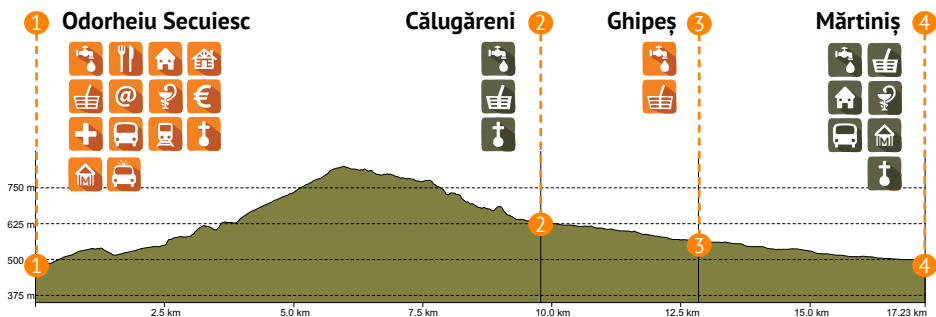 1 Odorheiu Secuiesc Călugăreni 2 Ghipeș 3 Mărtiniș 4
@ €
M
M
750 m
625 m
2
3
500 m
1
4
375 m
2.5 km 5.0 km 7.5 km 10.0 km 12.5 km 15.0 km 17.23 km